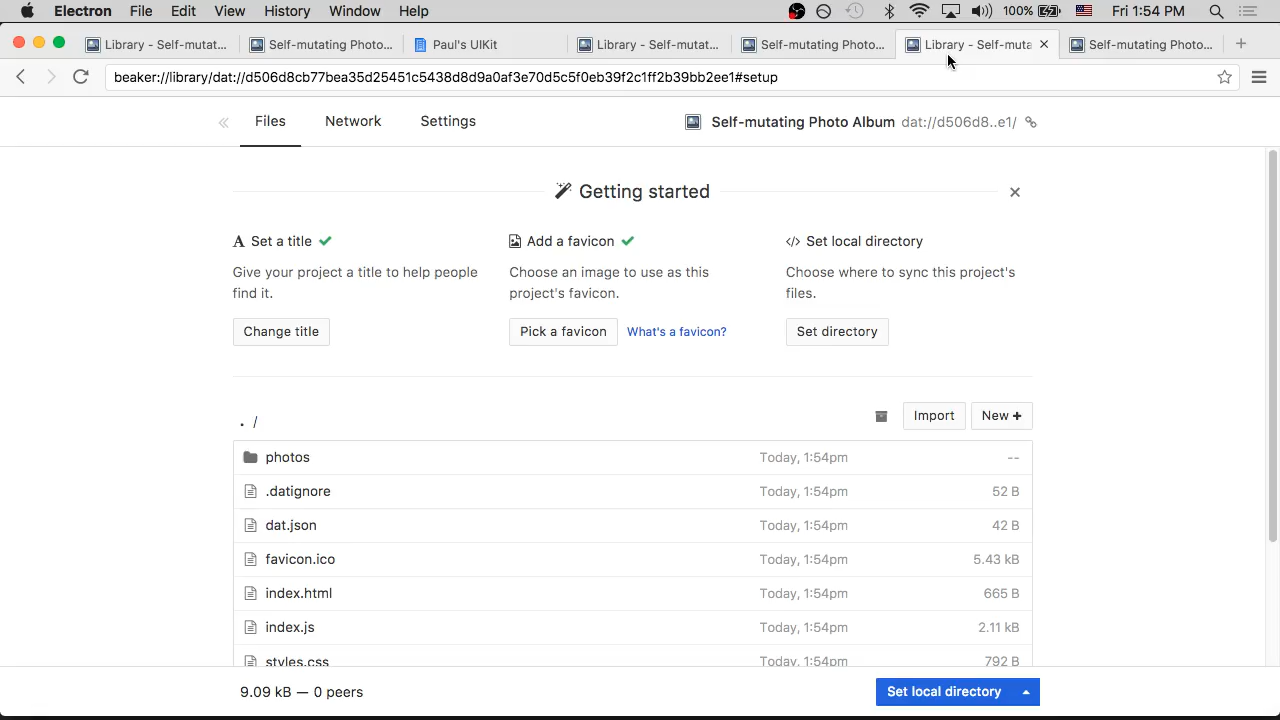 Electron File Edit View History Window Help 100% Fri 1:54 PM
Library - Self-mutat... Self-mutating Photo... Paul's UIKit Library - Self-mutat... Self-mutating Photo... Library - Self-muta Self-mutating Photo...
beaker://library/dat://d506d8cb77bea35d25451c5438d8d9a0af3e70d5c5f0eb39f2c1ff2b39bb2ee1#setup
Files Network Settings Self-mutating Photo Album dat://d506d8..e1/
Getting started
Set a title Add a favicon Set local directory
Give your project a title to help people Choose an image to use as this Choose where to sync this project's
find it. project's favicon. files.
Change title Pick a favicon What's a favicon? Set directory
. / Import New +
photos Today, 1:54pm --
.datignore Today, 1:54pm 52 B
dat.json Today, 1:54pm 42 B
favicon.ico Today, 1:54pm 5.43 kB
index.html Today, 1:54pm 665 B
index.js Today, 1:54pm 2.11 kB
styles.css Today, 1:54pm 792 B
9.09 kB — 0 peers Set local directory